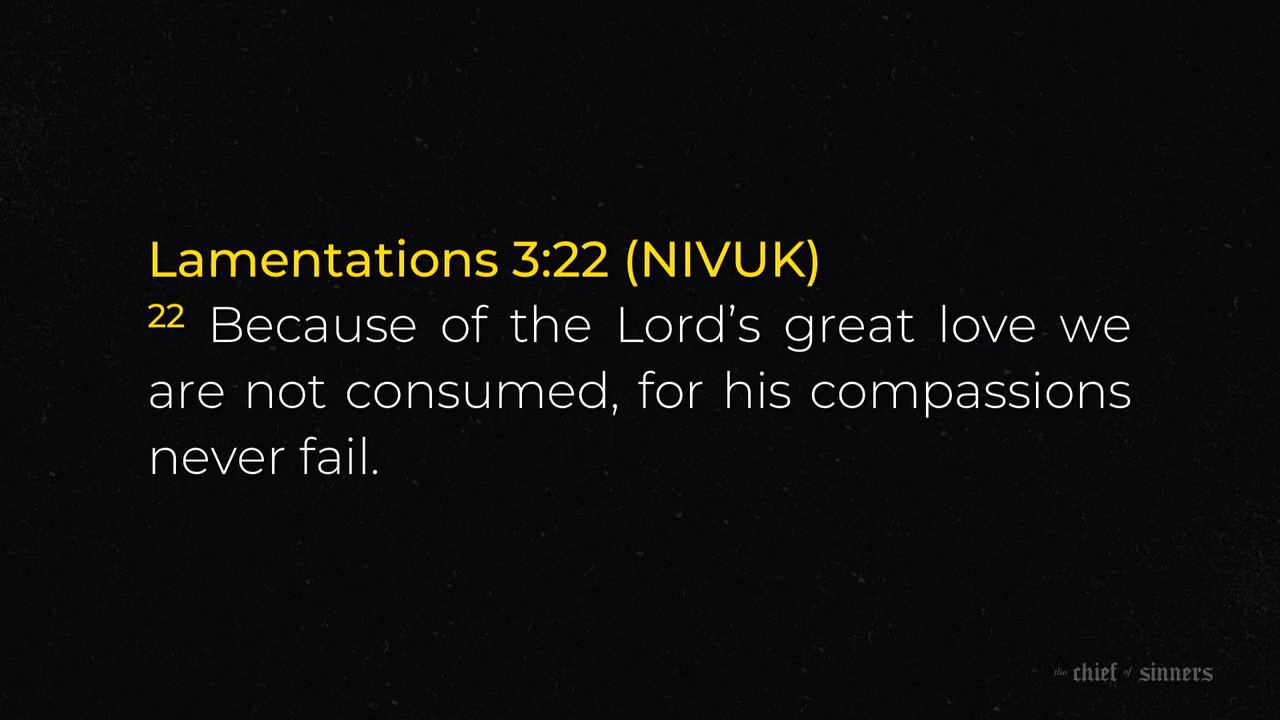 Lamentations 3:22 (NIVUK)
22 Because of the Lord’s great love we
are not consumed, for his compassions
never fail.
the chief of sinners